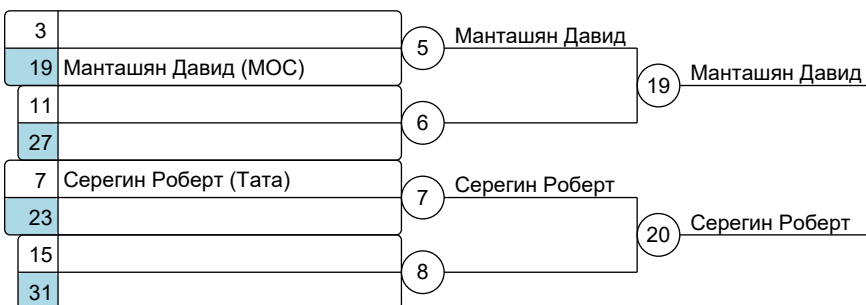 3
5 Манташян Давид
19 Манташян Давид (МОС)
19 Манташян Давид
11
6
27
7 Серегин Роберт (Тата)
7 Серегин Роберт
23
20 Серегин Роберт
15
8
31